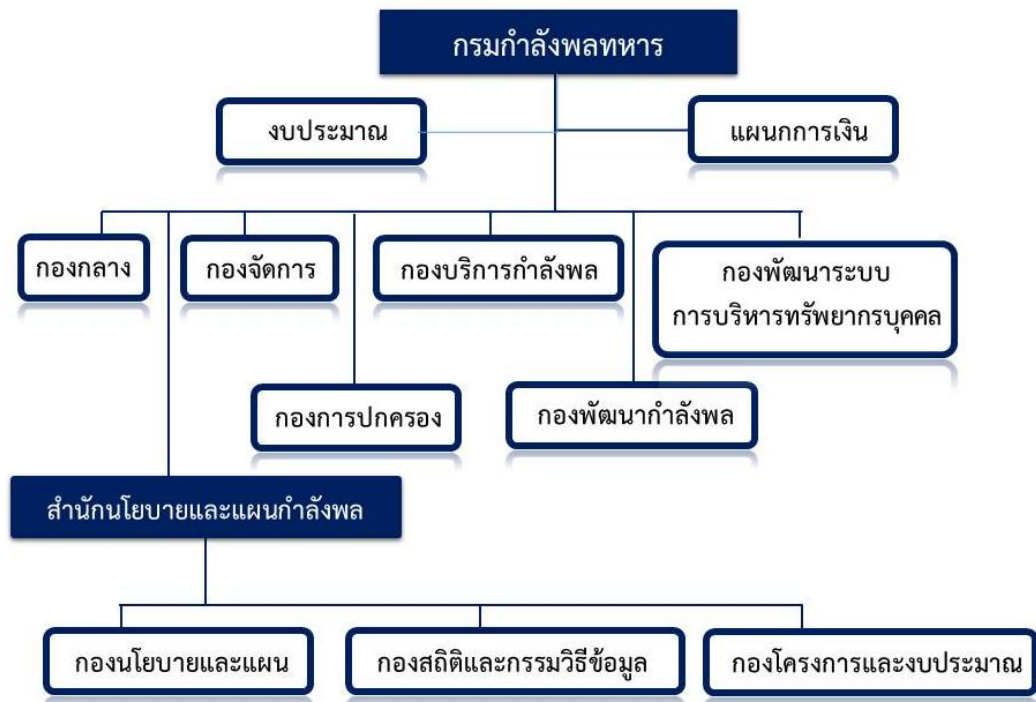 กรมกำลังพลทหาร
งบประมาณ
แผนกการเงิน
กองกลาง
กองจัดการ
กองบริการกำลังพล
กองพัฒนาระบบ
การบริหารทรัพยากรบุคคล
กองการปกครอง
กองพัฒนากำลังพล
สำนักนโยบายและแผนกำลังพล
กองนโยบายและแผน
กองสถิติและกรรมวิธีข้อมูล
กองโครงการและงบประมาณ